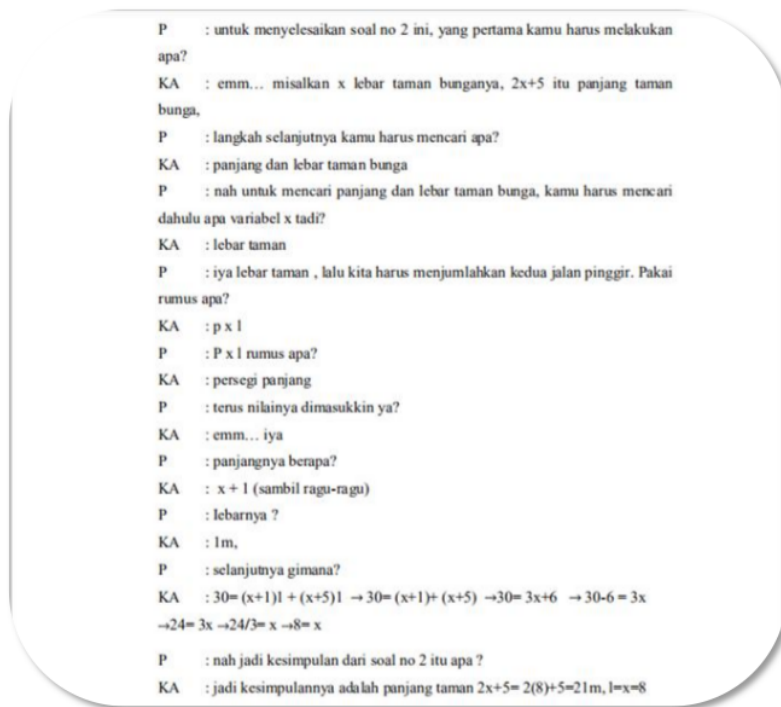 P : untuk menyelesaikan soal no 2 ini, yang pertama kamu harus melakukan
apa?
KA : emm... misalkan x lebar taman bunganya, 2x+5 itu panjang taman
bunga,
P : langkah selanjutnya kamu harus mencari apa?
KA : panjang dan lebar taman bunga
P : nah untuk mencari panjang dan lebar taman bunga, kamu harus mencari
dahulu apa variabel x tadi?
KA : lebar taman
P : iya lebar taman , lalu kita harus menjumlahkan kedua jalan pinggir. Pakai
rumus apa?
KA : p x l
P : P x l rumus apa?
KA : persegi panjang
P : terus nilainya dimasukkin ya?
KA : emm... iya
P : panjangnya berapa?
KA : x + 1 (sambil ragu-ragu)
P : lebarnya ?
KA : 1m,
P : selanjutnya gimana?
KA : 30= (x+1)1 + (x+5)1 →30= (x+1)+ (x+5) →30= 3x+6 →30-6 = 3x
→24= 3x →24/3= x →8= x
P : nah jadi kesimpulan dari soal no 2 itu apa ?
KA : jadi kesimpulannya adalah panjang taman 2x+5= 2(8)+5=21m, l=x=8